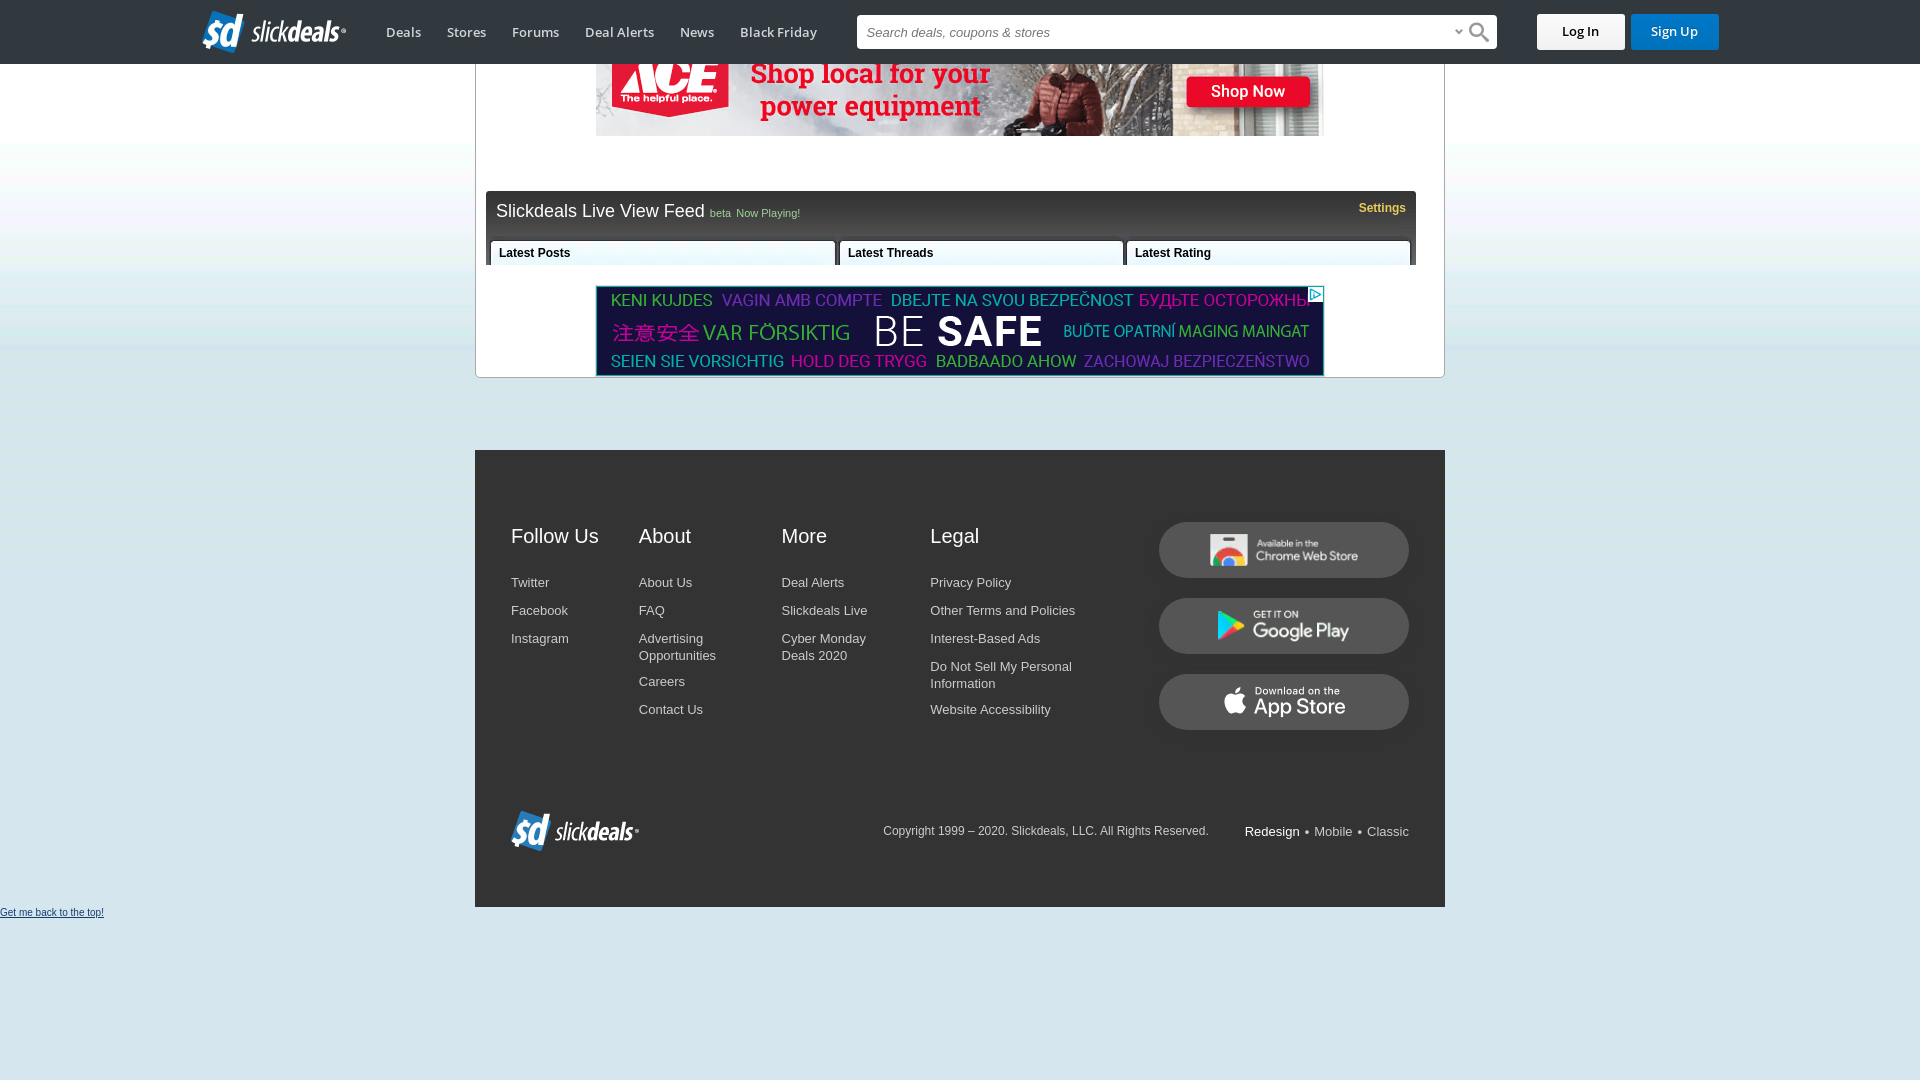 slickdeals
Deals
Stores
Forums
Deal Alerts
News
Black Friday
Search deals, coupons & stores
Log In
Sign Up
ACE
The helpful place.
Shop local for your
power equipment
Shop Now
Slickdeals Live View Feed beta Now Playing!
Settings
Latest Posts
Latest Threads
Latest Rating
KENI KUJDES VAGIN AMB COMPTE DBEJTE NA SVOU BEZPEČNOST БУДЬТЕ ОСТОРОЖНЫ
注意安全 VAR FÖRSIKTIG BE SAFE BUĎTE OPATRNÍ MAGING MAINGAT
SEIEN SIE VORSICHTIG HOLD DEG TRYGG BADBAADO AHOW ZACHOWAJ BEZPIECZEŃSTWO
Follow Us
Twitter
Facebook
Instagram
About
About Us
FAQ
Advertising
Opportunities
Careers
Contact Us
More
Deal Alerts
Slickdeals Live
Cyber Monday
Deals 2020
Legal
Privacy Policy
Other Terms and Policies
Interest-Based Ads
Do Not Sell My Personal
Information
Website Accessibility
Available in the
Chrome Web Store
GET IT ON
Google Play
Download on the
App Store
slickdeals
Copyright 1999 – 2020. Slickdeals, LLC. All Rights Reserved.
Redesign • Mobile • Classic
Get me back to the top!